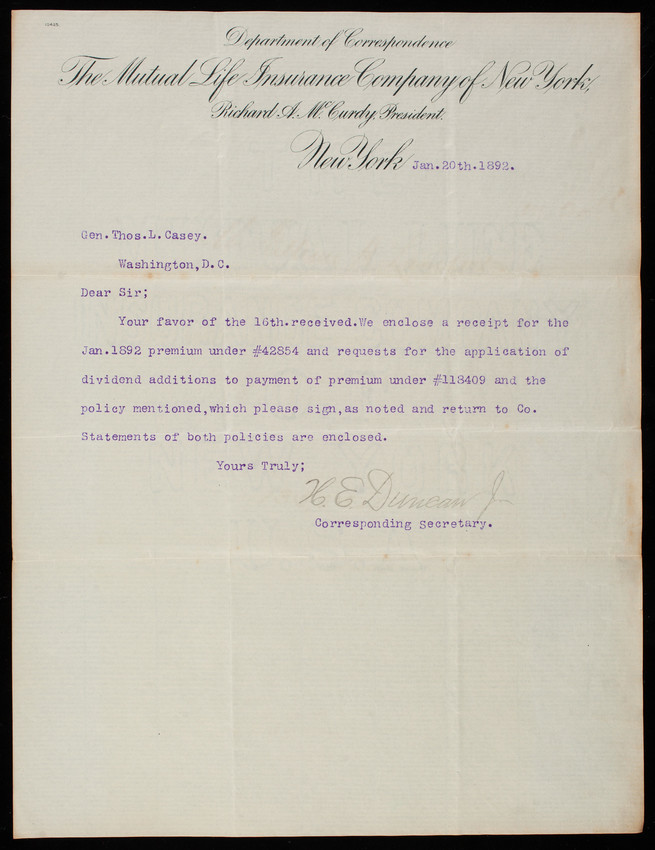 Department of Correspondence
The Mutual Life Insurance Company of New York,
Richard A. McCurdy, President.
New York Jan.20th.1892.
Gen.Thos.L.Casey.
Washington,D.C.
Dear Sir;
Your favor of the 16th.received.We enclose a receipt for the
Jan.1892 premium under #42854 and requests for the application of
dividend additions to payment of premium under #118409 and the
policy mentioned,which please sign,as noted and return to Co.
Statements of both policies are enclosed.
Yours Truly;
H. E. Duncan Jr
Corresponding Secretary.